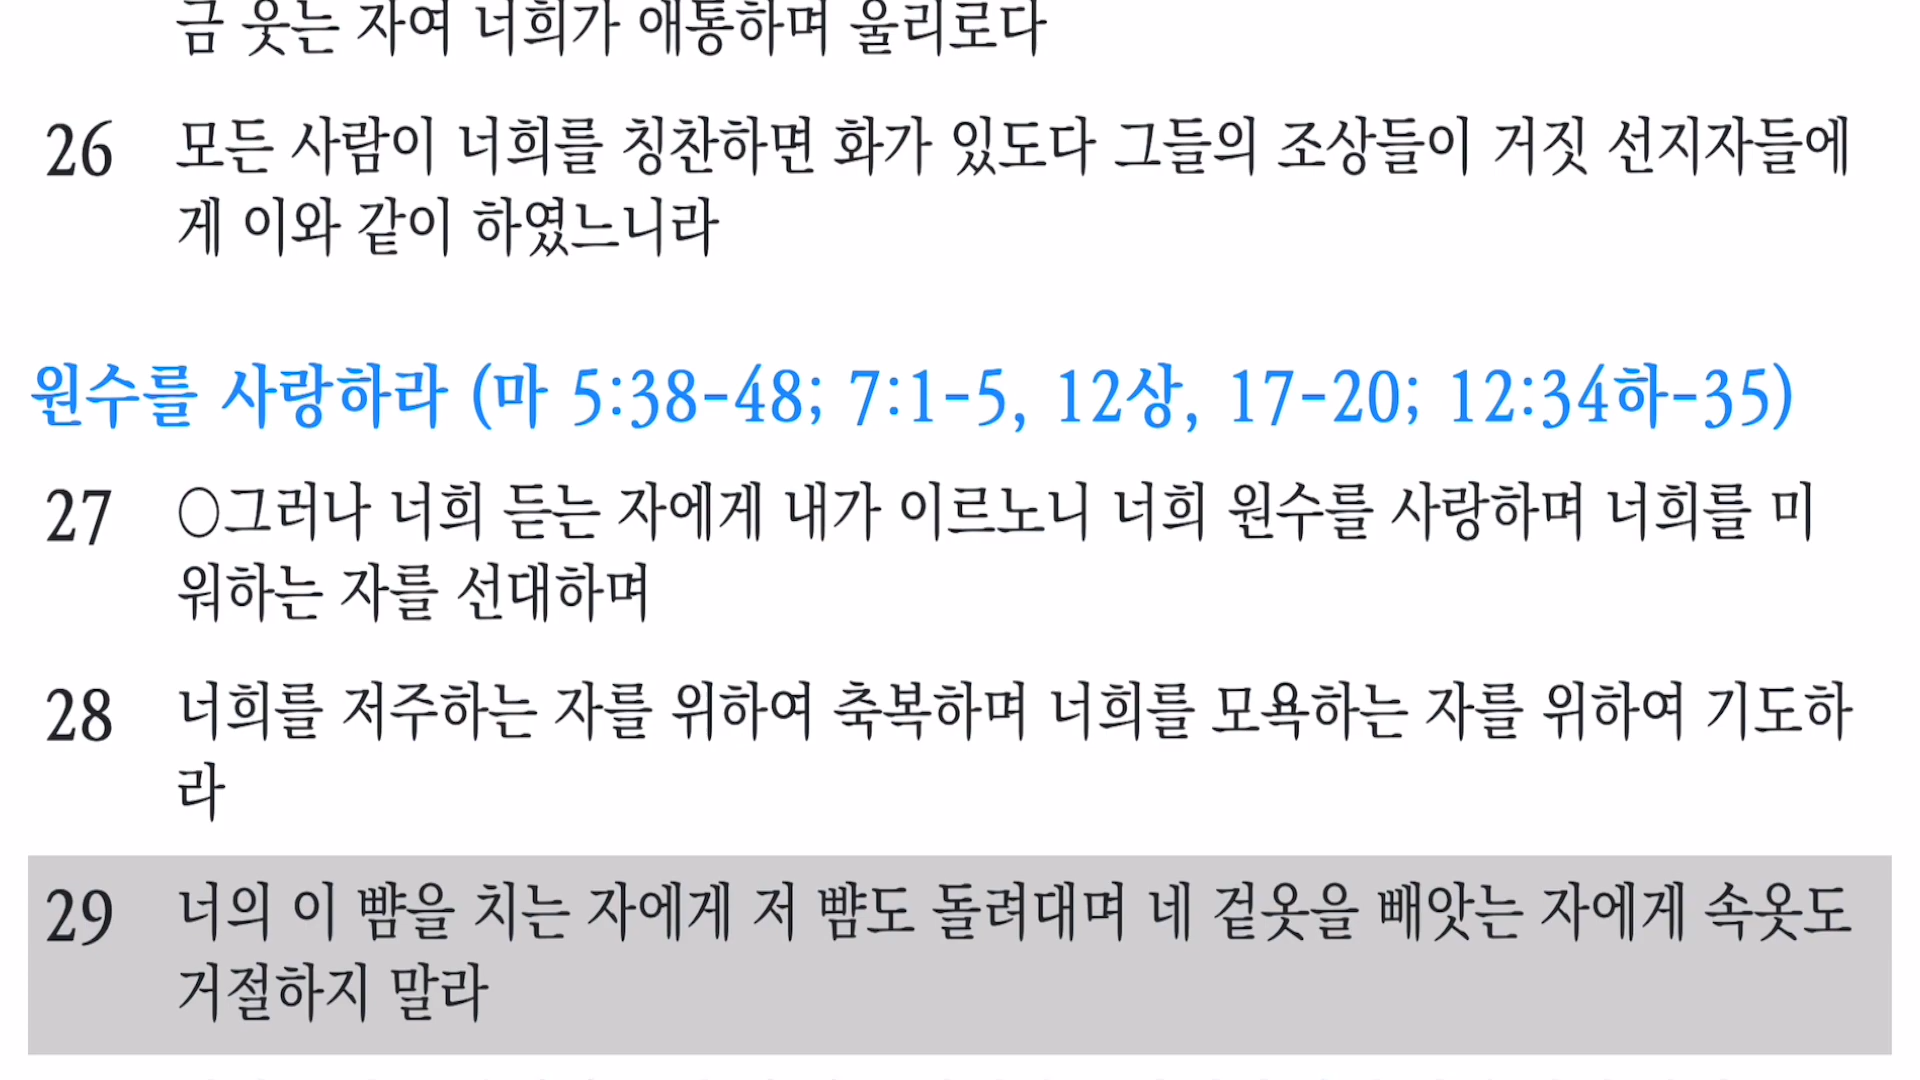 금 웃는 자여 너희가 애통하며 울리로다
26 모든 사람이 너희를 칭찬하면 화가 있도다 그들의 조상들이 거짓 선지자들에
게 이와 같이 하였느니라
원수를 사랑하라 (마 5:38-48; 7:1-5, 12상, 17-20; 12:34하-35)
27 ○그러나 너희 듣는 자에게 내가 이르노니 너희 원수를 사랑하며 너희를 미
워하는 자를 선대하며
28 너희를 저주하는 자를 위하여 축복하며 너희를 모욕하는 자를 위하여 기도하
라
29 너의 이 뺨을 치는 자에게 저 뺨도 돌려대며 네 겉옷을 빼앗는 자에게 속옷도
거절하지 말라